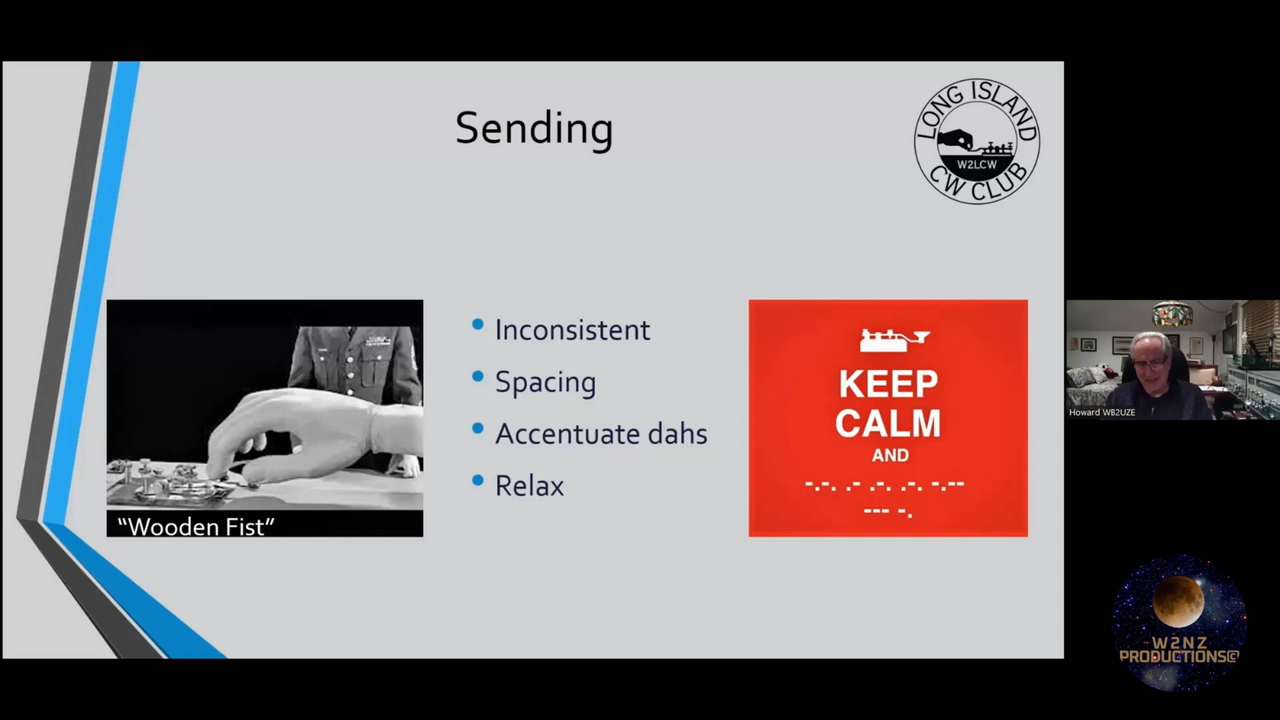 Sending
LONG ISLAND
W2LCW
CW CLUB
• Inconsistent
• Spacing
• Accentuate dahs
• Relax
"Wooden Fist"
KEEP
CALM
AND
-.-. .- .-. .-. -.--
--- -.
Howard WB2UZE
W2NZ
PRODUCTIONS©